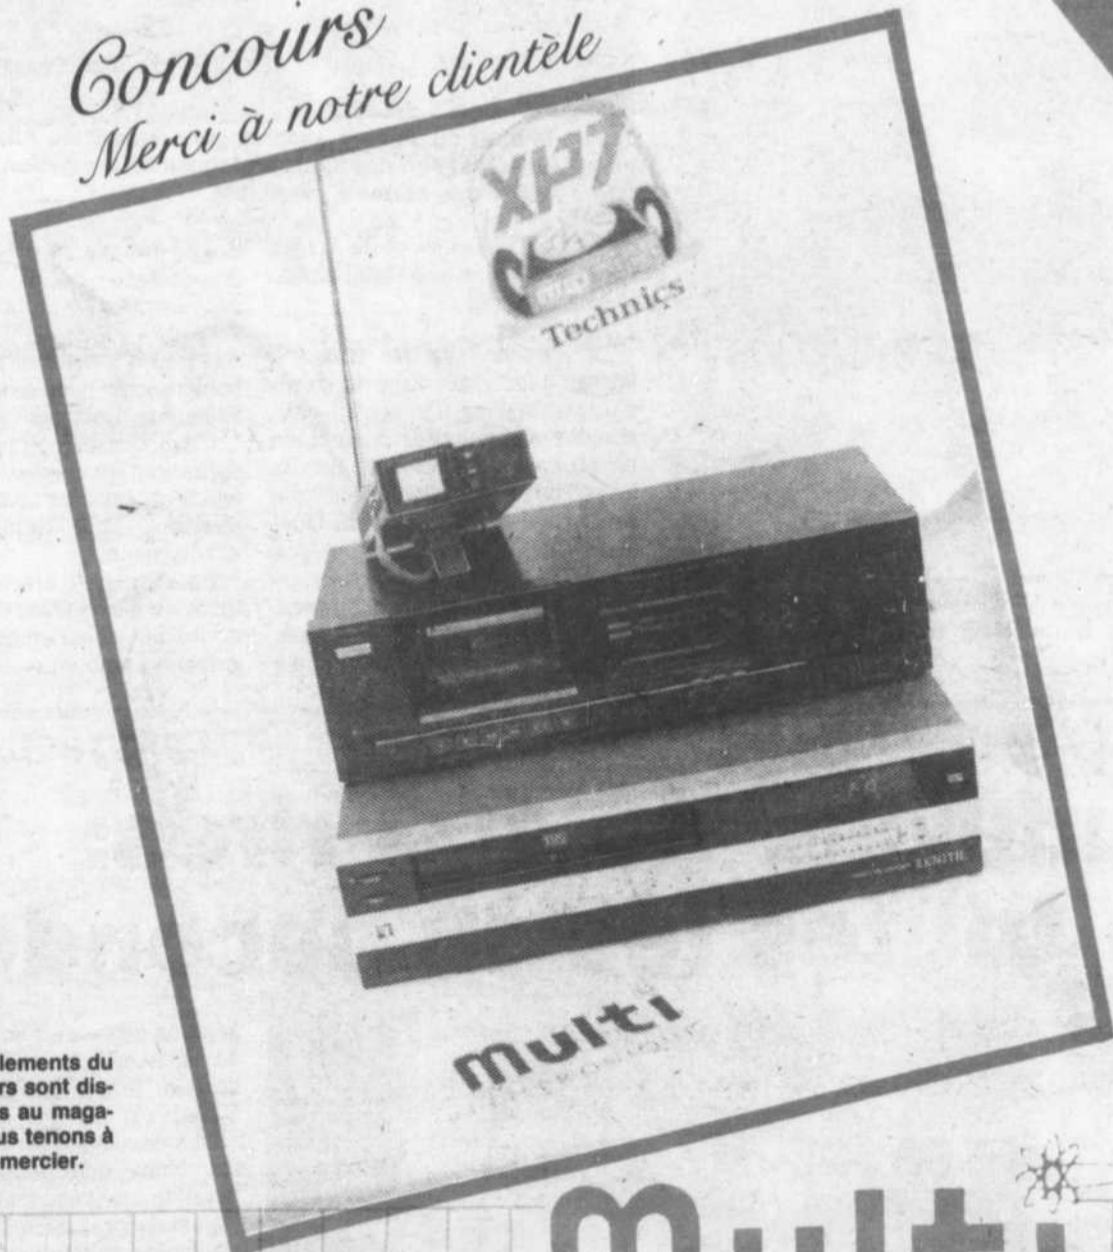 Concours
Merci à notre clientèle
XP7
Technics
VHS
ZENITH
multi
lements du
rs sont dis-
s au maga-
us tenons à
mercier.
multi